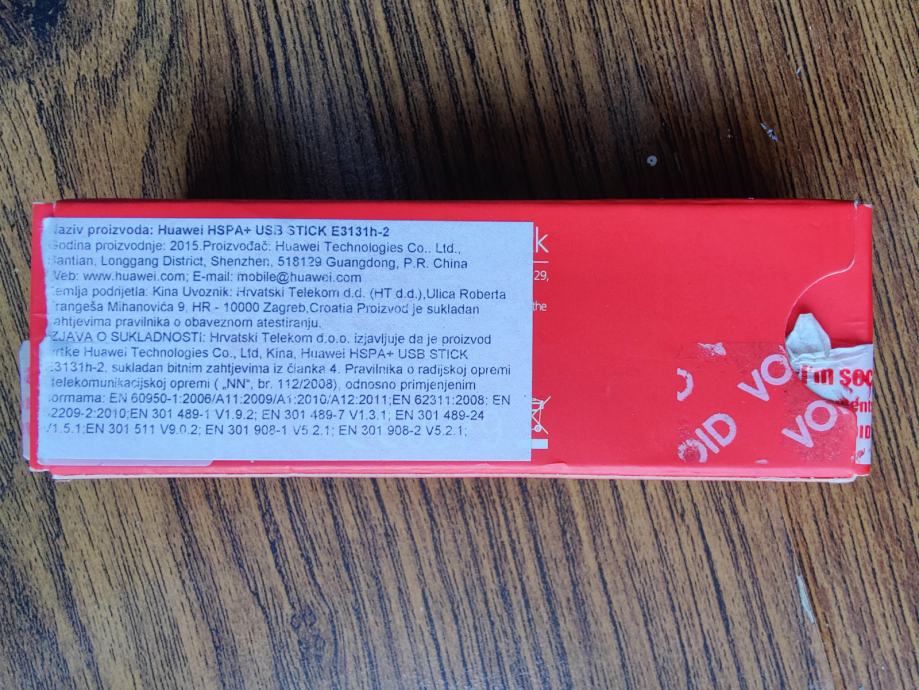 Naziv proizvoda: Huawei HSPA+ USB STICK E3131h-2
Godina proizvodnje: 2015.Proizvođač: Huawei Technologies Co., Ltd.,
Bantian, Longgang District, Shenzhen, 518129 Guangdong, P.R. China
Web: www.huawei.com; E-mail: mobile@huawei.com
Zemlja podrijetla: Kina Uvoznik: Hrvatski Telekom d.d. (HT d.d.),Ulica Roberta
Frangeša Mihanovića 9, HR - 10000 Zagreb,Croatia Proizvod je sukladan
zahtjevima pravilnika o obaveznom atestiranju.
IZJAVA O SUKLADNOSTI: Hrvatski Telekom d.o.o. izjavljuje da je proizvod
tvrtke Huawei Technologies Co., Ltd, Kina, Huawei HSPA+ USB STICK
E3131h-2, sukladan bitnim zahtjevima iz članka 4. Pravilnika o radijskoj opremi
telekomunikacijskoj opremi ( „NN“, br. 112/2008), odnosno primjenjenim
normama: EN 60950-1:2006/A11:2009/A1:2010/A12:2011;EN 62311:2008; EN
62209-2:2010;EN 301 489-1 V1.9.2; EN 301 489-7 V1.3.1; EN 301 489-24
V1.5.1;EN 301 511 V9.0.2; EN 301 908-1 V5.2.1; EN 301 908-2 V5.2.1;
k
29,
the
VO
I'm soc
OID
VO